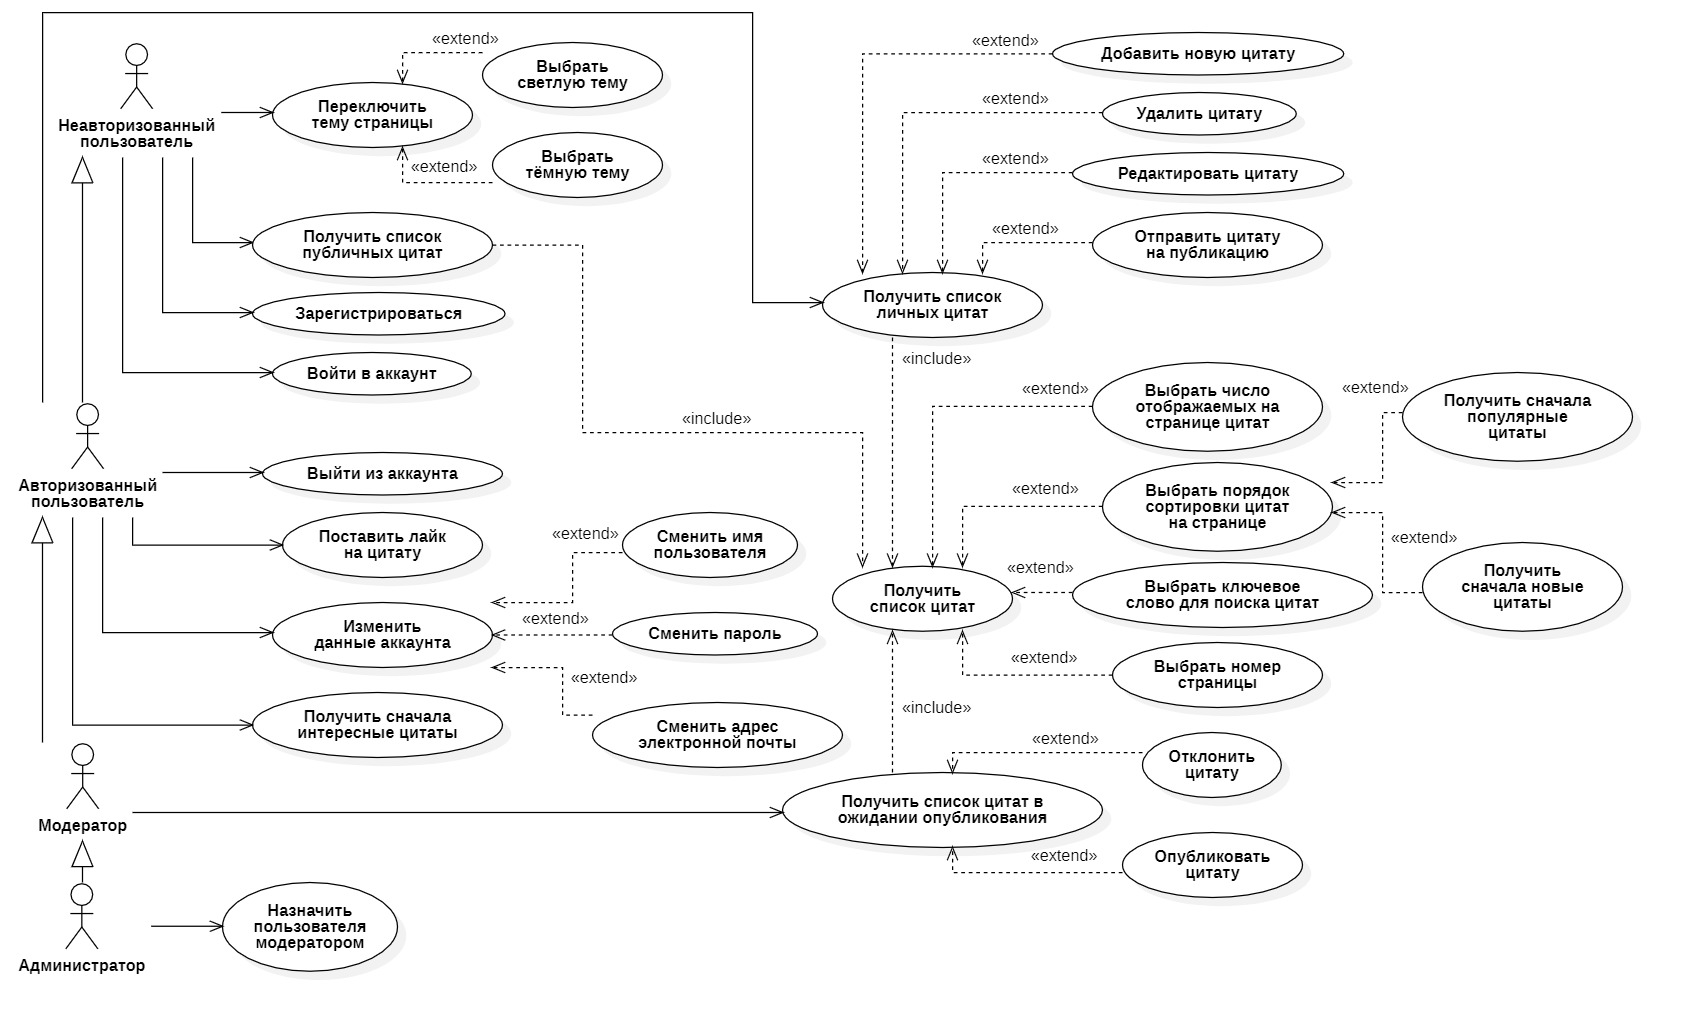 «extend»
Выбрать
светлую тему
Переключить
тему страницы
Неавторизованный
пользователь
«extend»
Выбрать
тёмную тему
Получить список
публичных цитат
Зарегистрироваться
Войти в аккаунт
«extend»
Добавить новую цитату
«extend»
Удалить цитату
«extend»
Редактировать цитату
«extend»
Отправить цитату
на публикацию
Получить список
личных цитат
«include»
«include»
«extend»
Выбрать число
отображаемых на
странице цитат
«extend»
Получить сначала
популярные
цитаты
«extend»
Выбрать порядок
сортировки цитат
на странице
«extend»
Получить
сначала новые
цитаты
«extend»
Выбрать ключевое
слово для поиска цитат
Получить
список цитат
«extend»
Выбрать номер
страницы
Авторизованный
пользователь
Выйти из аккаунта
Поставить лайк
на цитату
«extend»
Сменить имя
пользователя
Изменить
данные аккаунта
«extend»
Сменить пароль
«extend»
Сменить адрес
электронной почты
Получить сначала
интересные цитаты
«include»
«extend»
Отклонить
цитату
Получить список цитат в
ожидании опубликования
«extend»
Опубликовать
цитату
Модератор
Назначить
пользователя
модератором
Администратор